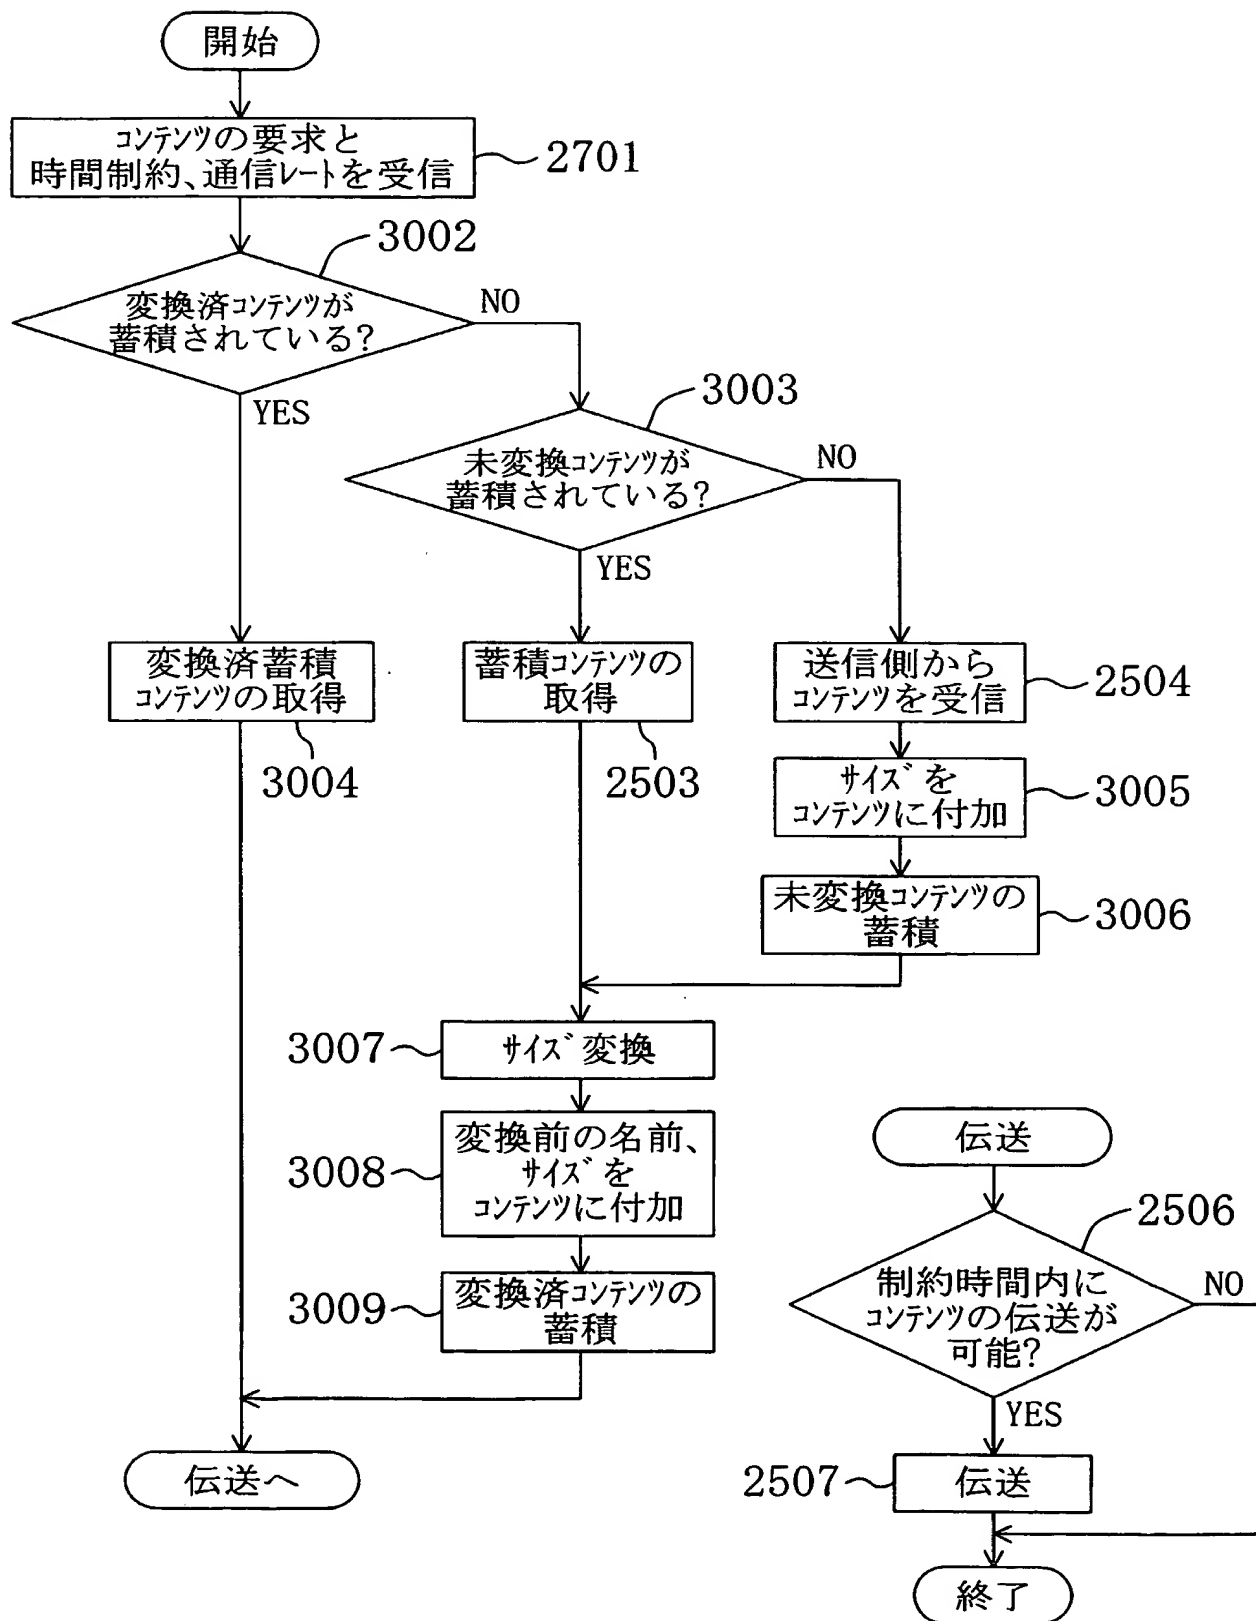 開始
コンテンツの要求と
時間制約、通信レートを受信
2701
3002
変換済コンテンツが
蓄積されている?
NO
YES
3003
未変換コンテンツが
蓄積されている?
NO
YES
変換済蓄積
コンテンツの取得
3004
蓄積コンテンツの
取得
2503
送信側から
コンテンツを受信
2504
サイズを
コンテンツに付加
3005
未変換コンテンツの
蓄積
3006
3007
サイズ変換
3008
変換前の名前、
サイズを
コンテンツに付加
3009
変換済コンテンツの
蓄積
伝送へ
伝送
2506
制約時間内に
コンテンツの伝送が
可能?
NO
YES
2507
伝送
終了